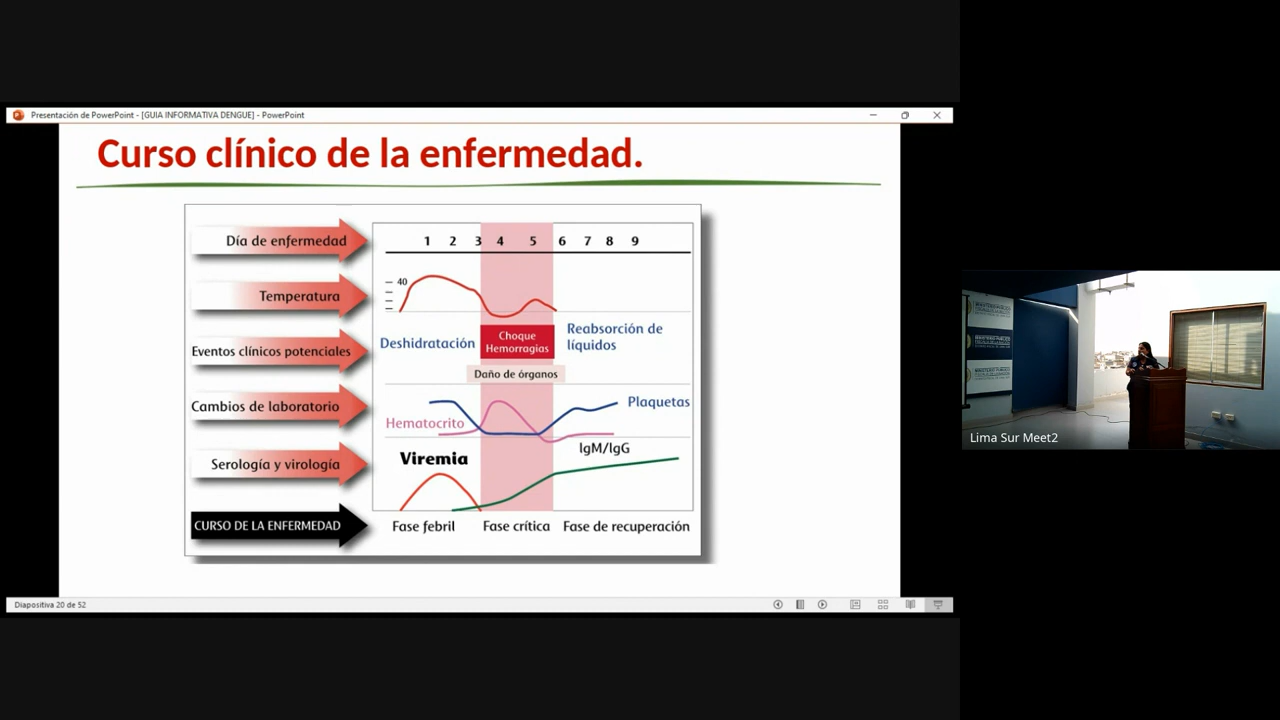 Presentación de PowerPoint - [GUIA INFORMATIVA DENGUE] - PowerPoint
Curso clínico de la enfermedad.
Día de enfermedad
1 2 3 4 5 6 7 8 9
Temperatura
40
Eventos clínicos potenciales
Deshidratación
Choque
Hemorragias
Reabsorción de
líquidos
Daño de órganos
Cambios de laboratorio
Hematocrito
Plaquetas
Serología y virología
Viremia
IgM/IgG
CURSO DE LA ENFERMEDAD
Fase febril
Fase crítica
Fase de recuperación
Diapositiva 20 de 52
Lima Sur Meet2